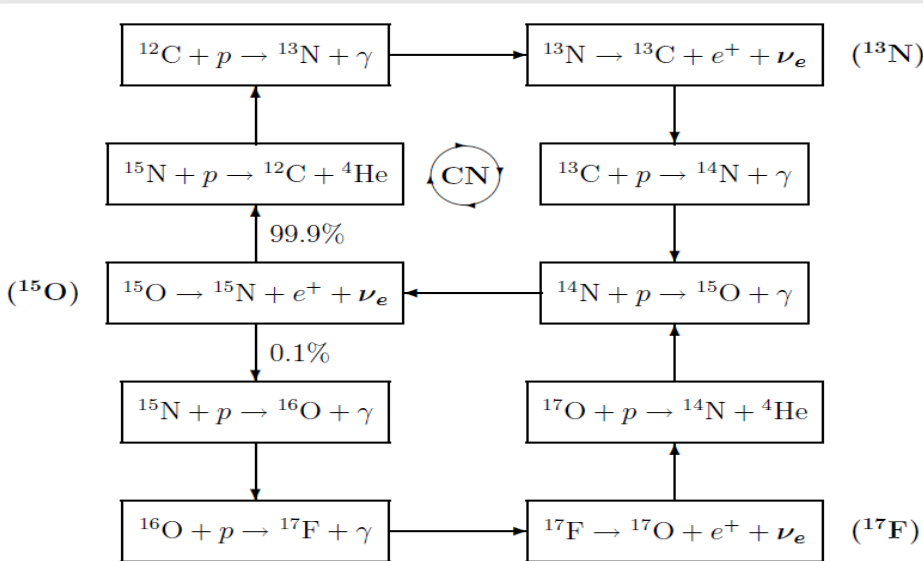 ¹²C + p → ¹³N + γ
¹³N → ¹³C + e⁺ + νₑ
(¹³N)
¹⁵N + p → ¹²C + ⁴He
CN
¹³C + p → ¹⁴N + γ
99.9%
(¹⁵O)
¹⁵O → ¹⁵N + e⁺ + νₑ
¹⁴N + p → ¹⁵O + γ
0.1%
¹⁵N + p → ¹⁶O + γ
¹⁷O + p → ¹⁴N + ⁴He
¹⁶O + p → ¹⁷F + γ
¹⁷F → ¹⁷O + e⁺ + νₑ
(¹⁷F)